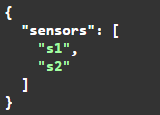 {
  "sensors": [
    "s1",
    "s2"
  ]
}